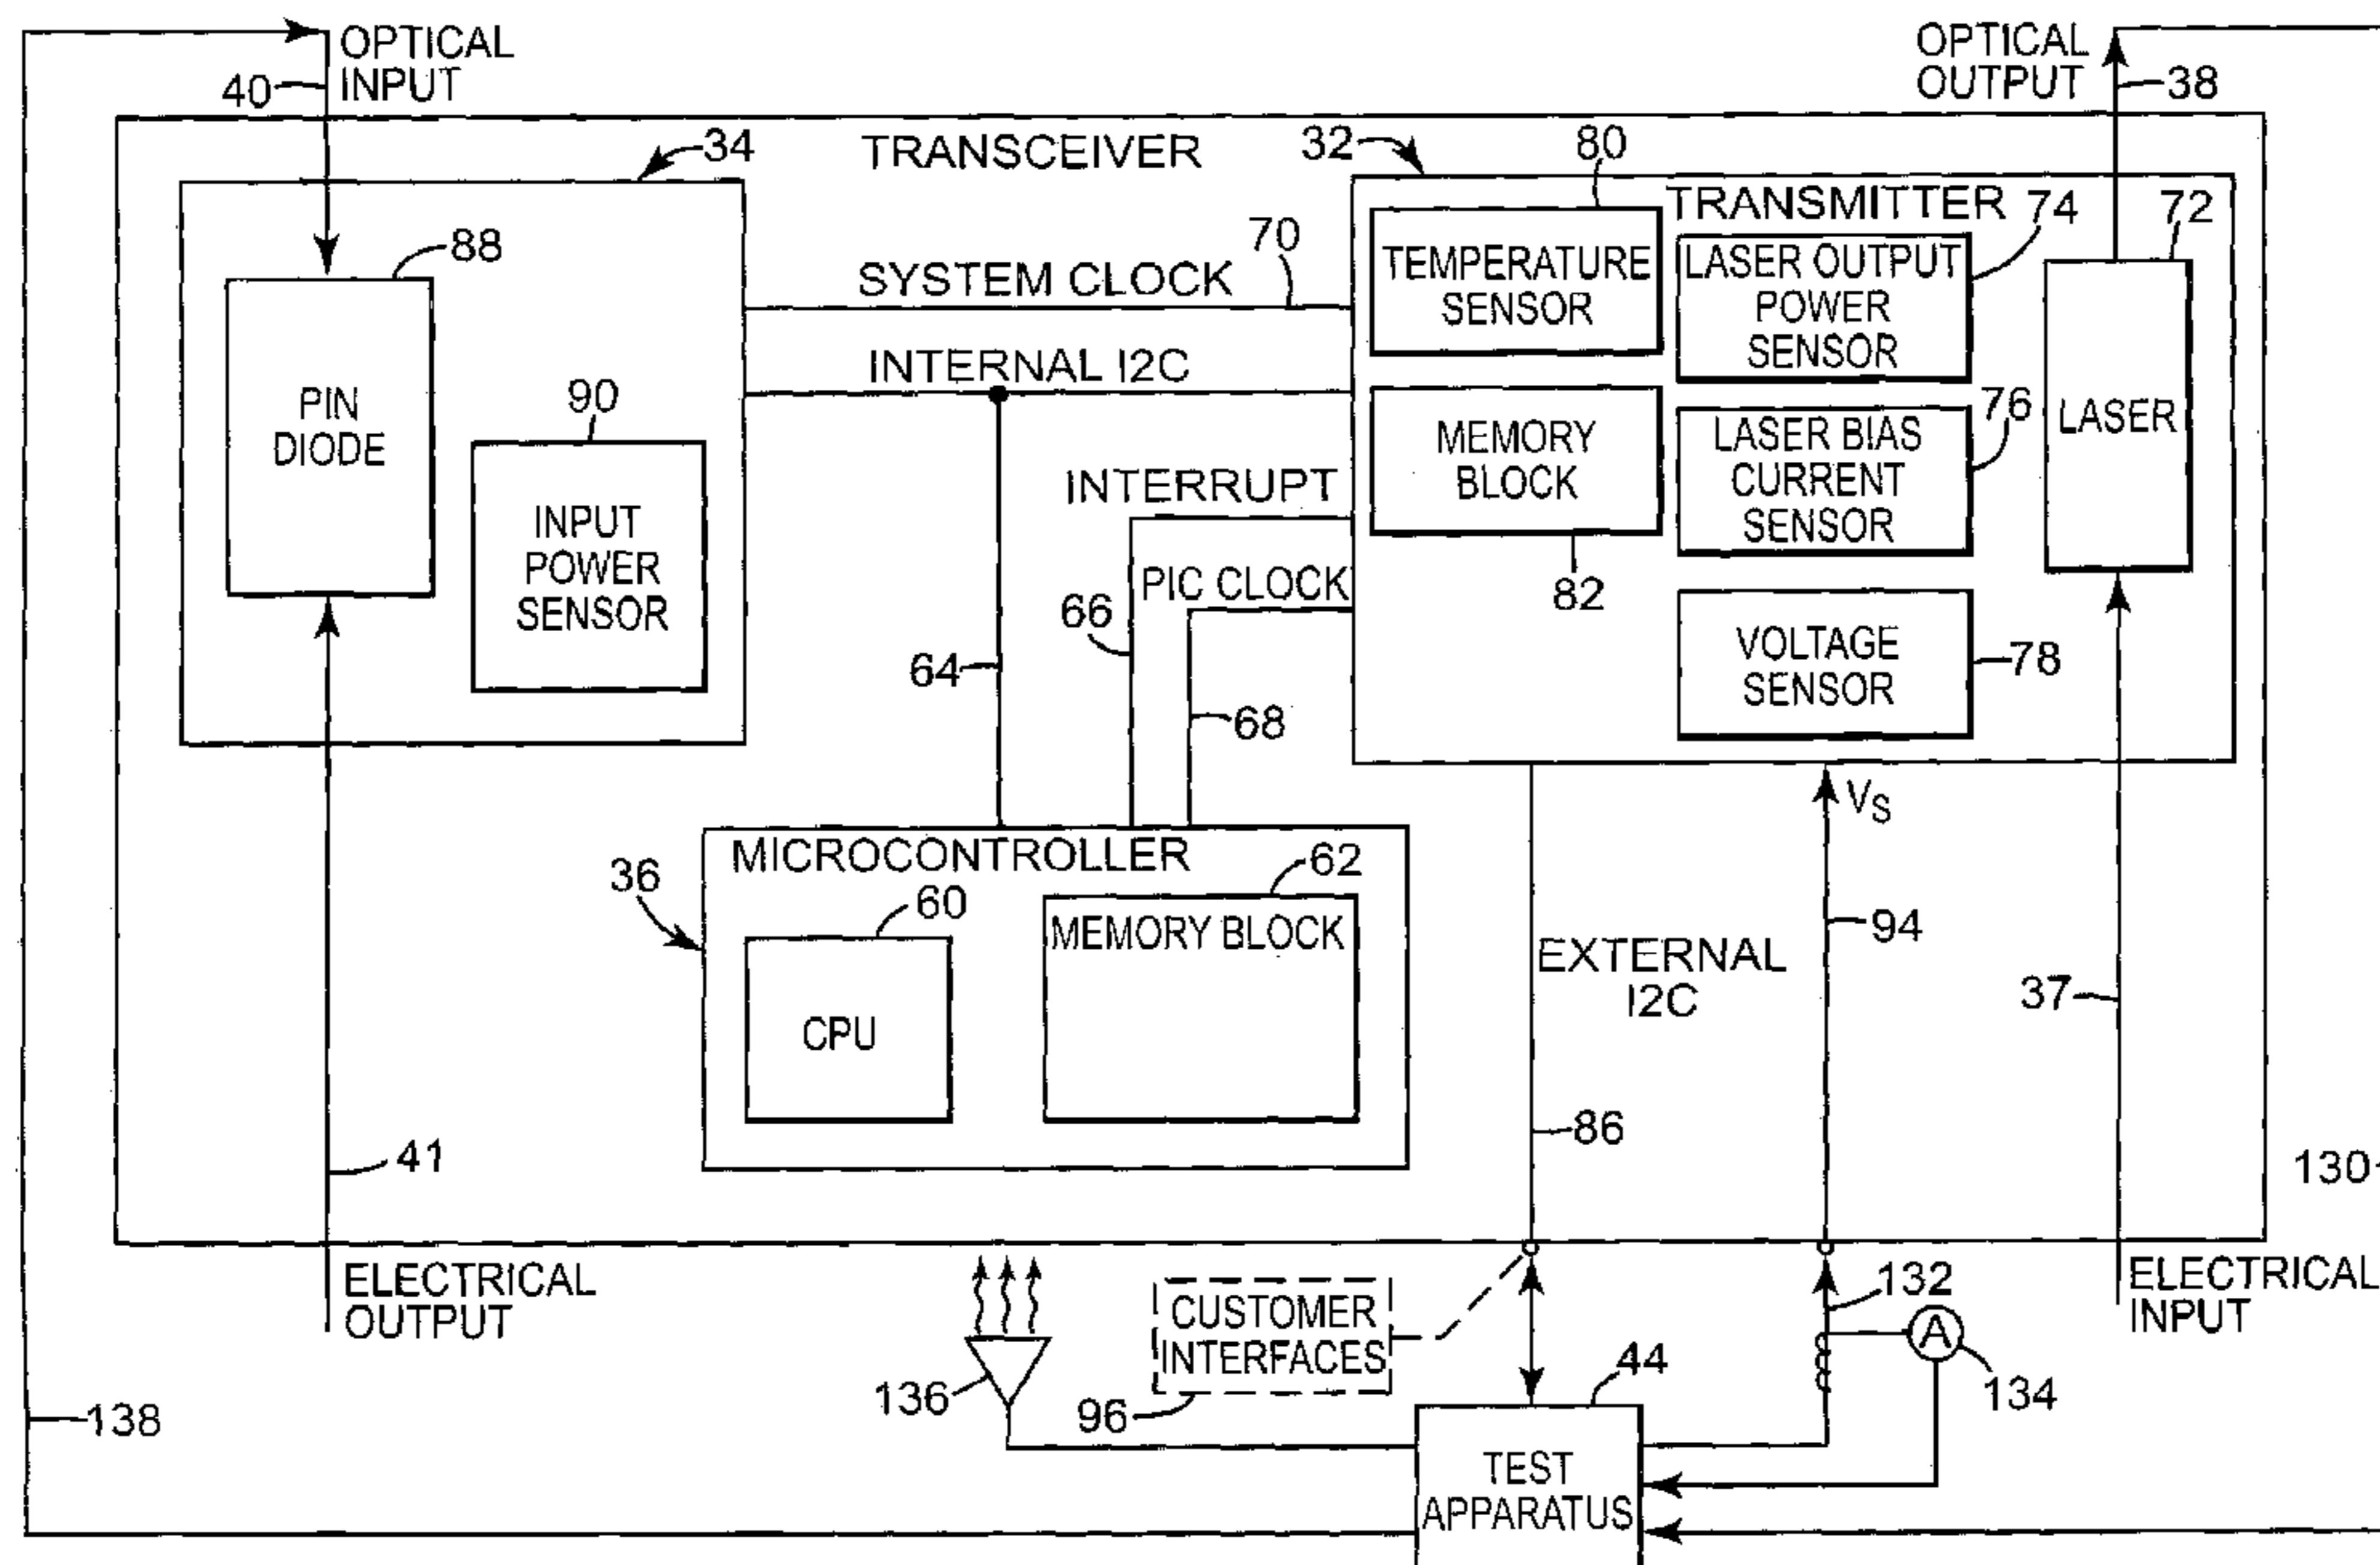 OPTICAL
INPUT
40
OPTICAL
OUTPUT
38
TRANSCEIVER
34
32
80
TRANSMITTER
74
72
88
TEMPERATURE
SENSOR
LASER OUTPUT
POWER
SENSOR
70
SYSTEM CLOCK
INTERNAL I2C
PIN
DIODE
90
INPUT
POWER
SENSOR
MEMORY
BLOCK
82
LASER BIAS
CURRENT
SENSOR
76
LASER
INTERRUPT
PIC CLOCK
66
64
68
VOLTAGE
SENSOR
78
VS
MICROCONTROLLER
36
60
62
MEMORY BLOCK
CPU
EXTERNAL
I2C
94
37
86
41
130
ELECTRICAL
OUTPUT
CUSTOMER
INTERFACES
132
ELECTRICAL
INPUT
A
134
136
96
44
138
TEST
APPARATUS